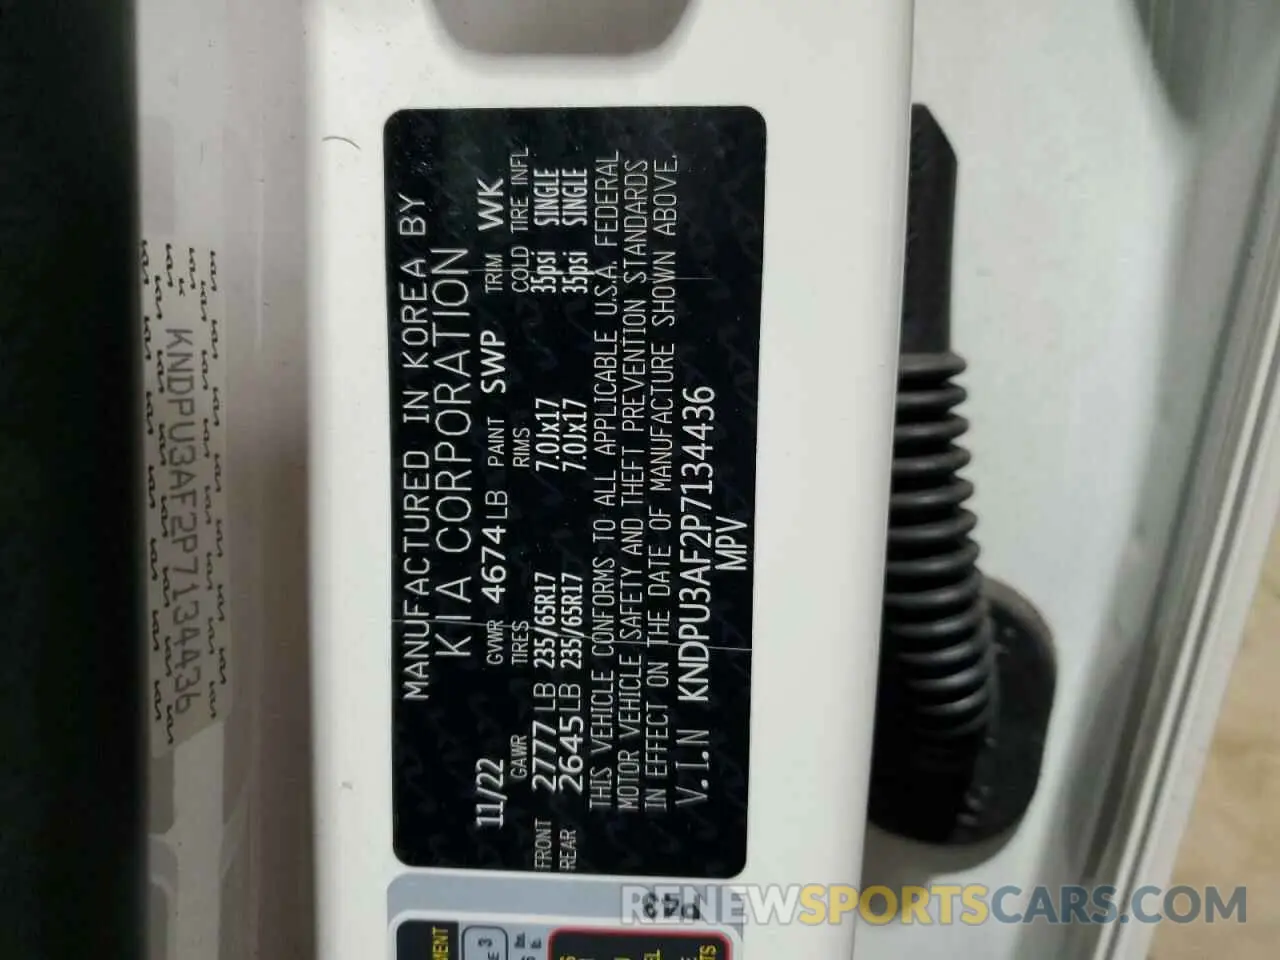 MANUFACTURED IN KOREA BY
KIA CORPORATION
11/22 GVWR 4674 LB PAINT SWP TRIM WK
GAWR TIRES RIMS COLD TIRE INFL
FRONT 2777 LB 235/65R17 7.0Jx17 35psi SINGLE
REAR 2645 LB 235/65R17 7.0Jx17 35psi SINGLE
THIS VEHICLE CONFORMS TO ALL APPLICABLE U.S.A. FEDERAL
MOTOR VEHICLE SAFETY AND THEFT PREVENTION STANDARDS
IN EFFECT ON THE DATE OF MANUFACTURE SHOWN ABOVE.
V.I.N KNDPU3AF2P7134436
MPV
KNDPU3AF2P7134436
RENEWSPORTSCARS.COM